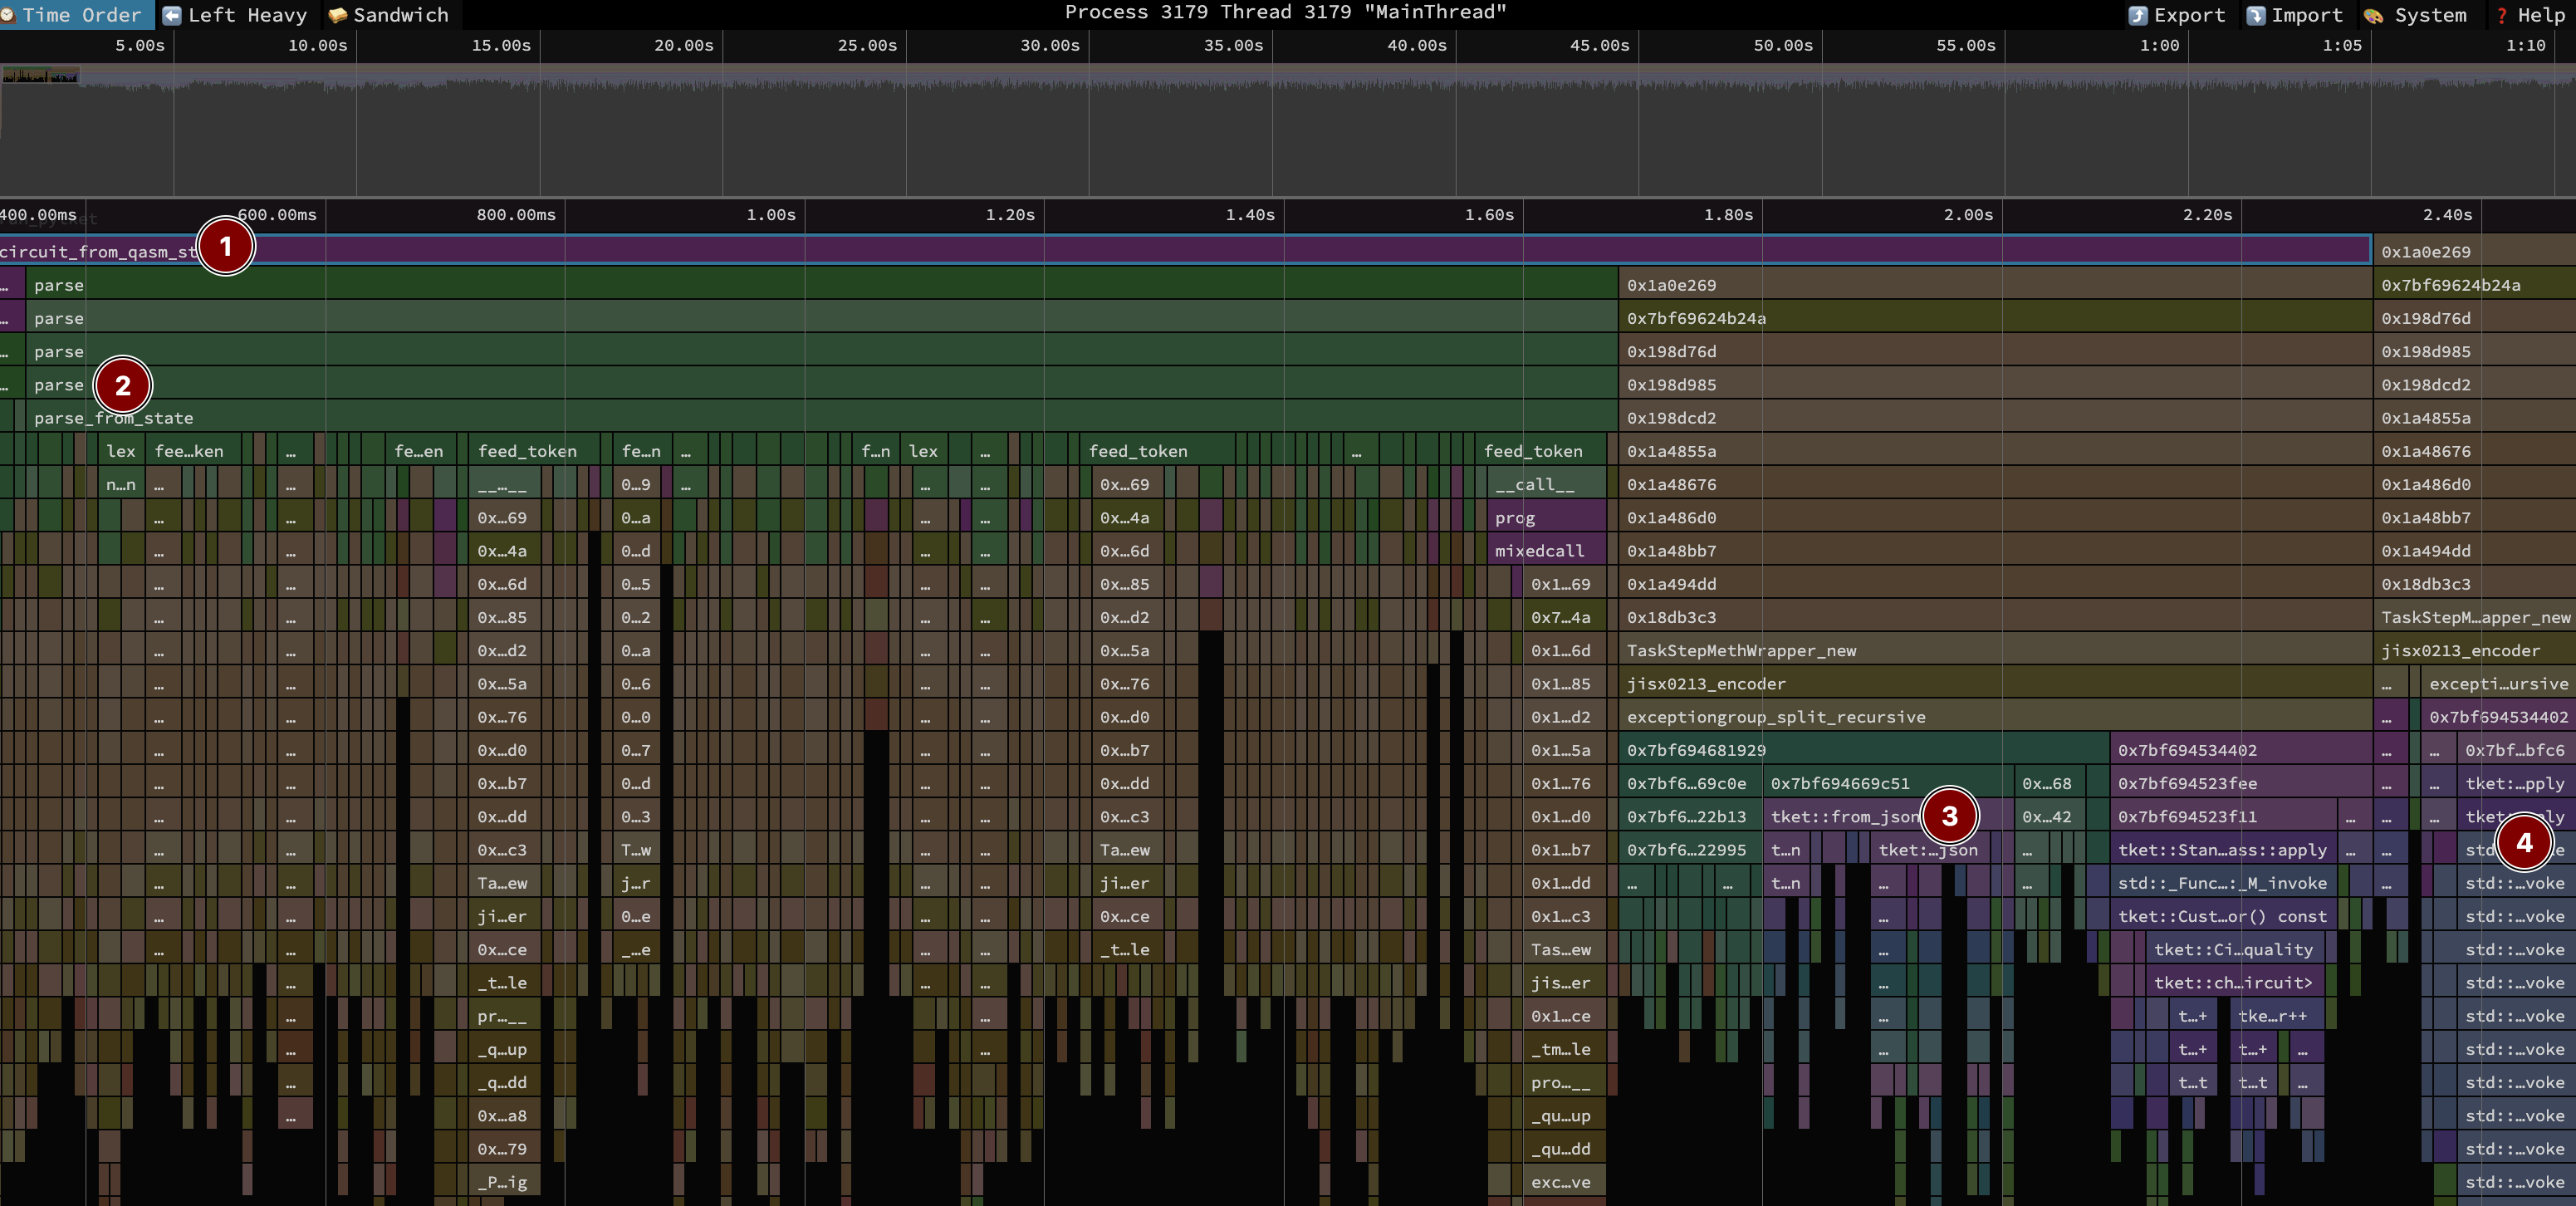 Time Order Left Heavy Sandwich Process 3179 Thread 3179 "MainThread" Export Import System ? Help
5.00s 10.00s 15.00s 20.00s 25.00s 30.00s 35.00s 40.00s 45.00s 50.00s 55.00s 1:00 1:05 1:10
400.00ms 600.00ms 800.00ms 1.00s 1.20s 1.40s 1.60s 1.80s 2.00s 2.20s 2.40s
circuit_from_qasm_st 1 0x1a0e269
… parse 0x1a0e269 0x7bf69624b24a
… parse 0x7bf69624b24a 0x198d76d
… parse 0x198d76d 0x198d985
… parse 2 0x198d985 0x198dcd2
parse_from_state 0x198dcd2 0x1a4855a
lex fee…ken … fe…en feed_token fe…n … f…n lex … feed_token … feed_token 0x1a4855a 0x1a48676
n…n … … __…__ 0…9 … … … 0x…69 __call__ 0x1a48676 0x1a486d0
… … 0x…69 0…a … … 0x…4a prog 0x1a486d0 0x1a48bb7
… … 0x…4a 0…d … … 0x…6d mixedcall 0x1a48bb7 0x1a494dd
… … 0x…6d 0…5 … … 0x…85 0x1…69 0x1a494dd 0x18db3c3
… … 0x…85 0…2 … … 0x…d2 0x7…4a 0x18db3c3 TaskStepM…apper_new
… … 0x…d2 0…a … … 0x…5a 0x1…6d TaskStepMethWrapper_new jisx0213_encoder
… … 0x…5a 0…6 … … 0x…76 0x1…85 jisx0213_encoder … excepti…ursive
… … 0x…76 0…0 … … 0x…d0 0x1…d2 exceptiongroup_split_recursive … 0x7bf694534402
… … 0x…d0 0…7 … … 0x…b7 0x1…5a 0x7bf694681929 0x7bf694534402 … … 0x7bf…bfc6
… … 0x…b7 0…d … … 0x…dd 0x1…76 0x7bf6…69c0e 0x7bf694669c51 0x…68 0x7bf694523fee … … tket:…pply
… … 0x…dd 0…3 … … 0x…c3 0x1…d0 0x7bf6…22b13 tket::from_json 3 0x…42 0x7bf694523f11 … … … tket ly
… … 0x…c3 T…w … … Ta…ew 0x1…b7 0x7bf6…22995 t…n tket:…json … tket::Stan…ass::apply … … std e 4
… … Ta…ew j…r … … ji…er 0x1…dd … … t…n … … std::_Func…:_M_invoke … std::…voke
… … ji…er 0…e … … 0x…ce 0x1…c3 … tket::Cust…or() const std::…voke
… … 0x…ce _…e … … _t…le Tas…ew … tket::Ci…quality std::…voke
… _t…le … … jis…er … tket::ch…ircuit> std::…voke
… pr…__ … 0x1…ce … t…+ tke…r++ std::…voke
… _q…up … _tm…le … t…+ t…+ … std::…voke
… _q…dd pro…__ t…t t…t … std::…voke
… 0x…a8 _qu…up std::…voke
0x…79 _qu…dd std::…voke
_P…ig exc…ve std::…voke